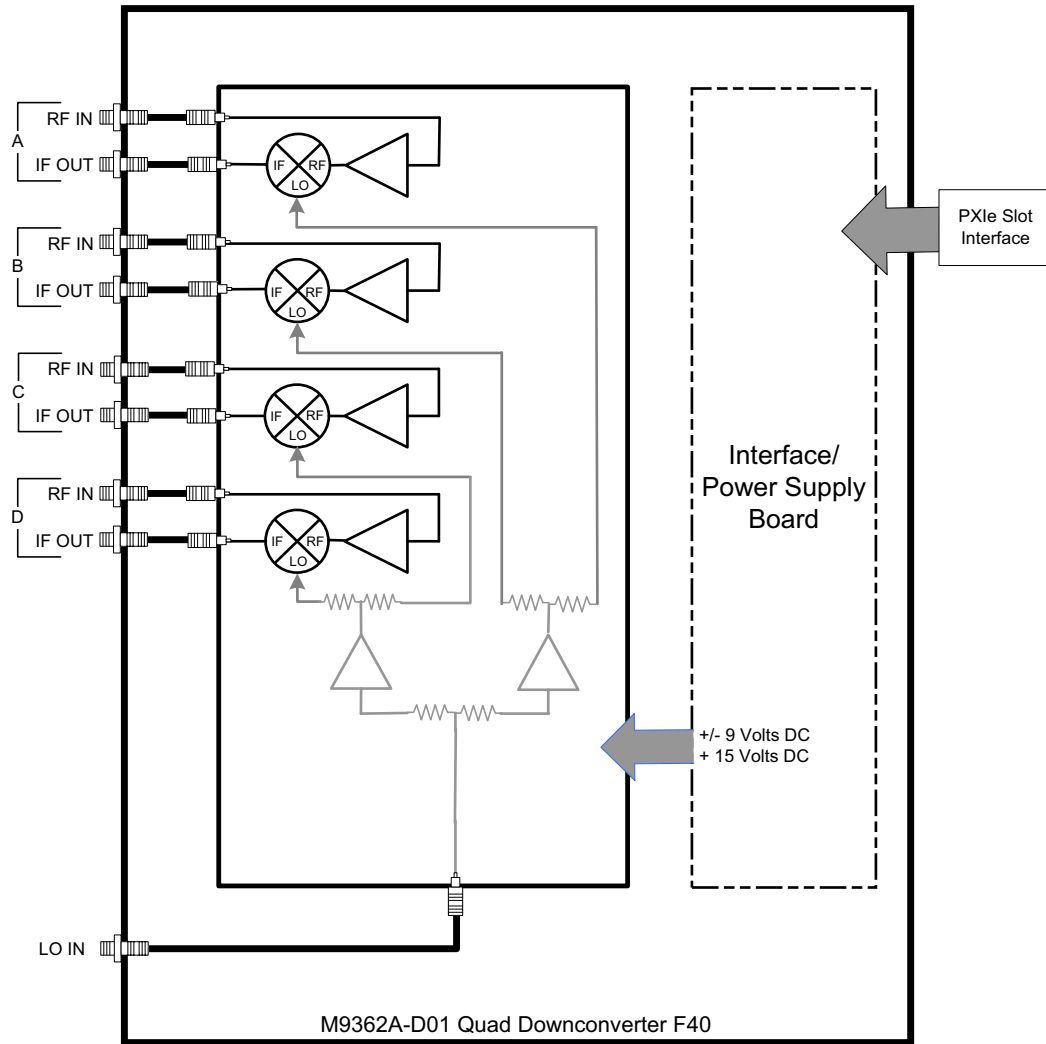 A
RF IN
IF OUT
IF
RF
LO
B
RF IN
IF OUT
IF
RF
LO
C
RF IN
IF OUT
IF
RF
LO
D
RF IN
IF OUT
IF
RF
LO
PXIe Slot
Interface
Interface/
Power Supply
Board
+/- 9 Volts DC
+ 15 Volts DC
LO IN
M9362A-D01 Quad Downconverter F40